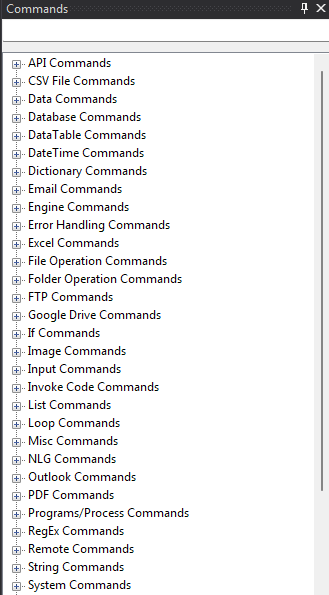 Commands
API Commands
CSV File Commands
Data Commands
Database Commands
DataTable Commands
DateTime Commands
Dictionary Commands
Email Commands
Engine Commands
Error Handling Commands
Excel Commands
File Operation Commands
Folder Operation Commands
FTP Commands
Google Drive Commands
If Commands
Image Commands
Input Commands
Invoke Code Commands
List Commands
Loop Commands
Misc Commands
NLG Commands
Outlook Commands
PDF Commands
Programs/Process Commands
RegEx Commands
Remote Commands
String Commands
System Commands